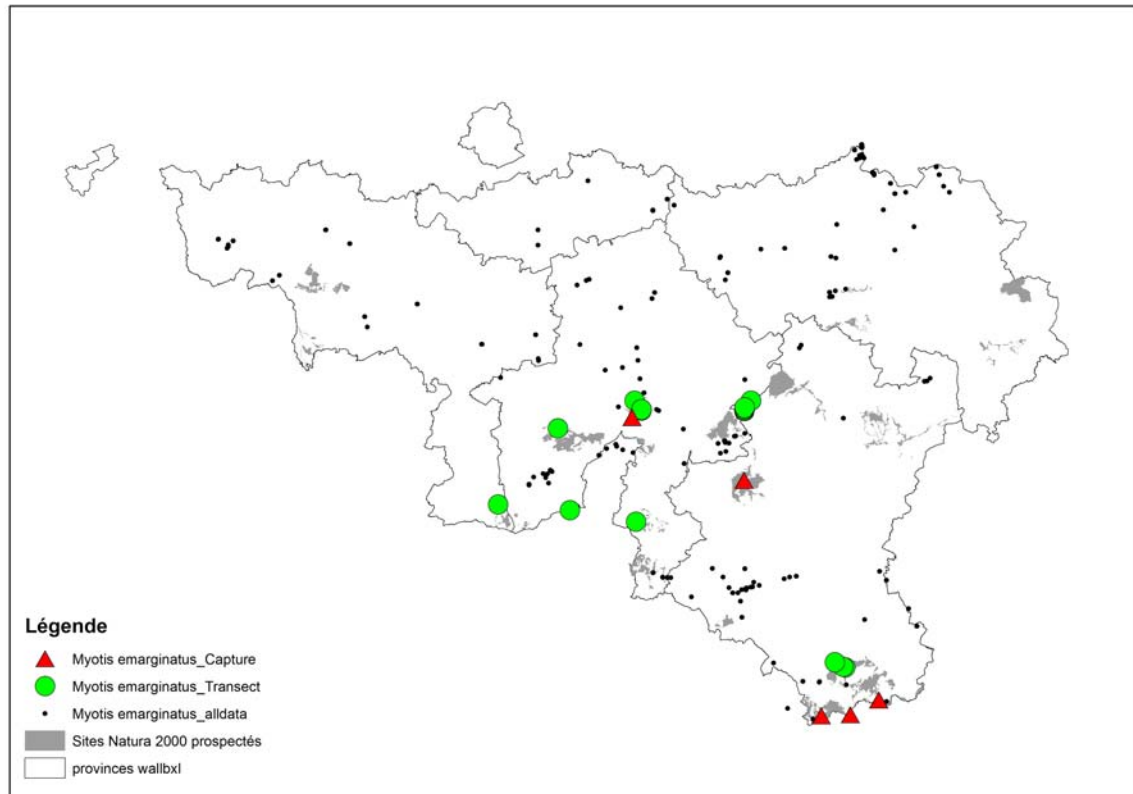 Légende
Myotis emarginatus_Capture
Myotis emarginatus_Transect
Myotis emarginatus_alldata
Sites Natura 2000 prospectés
provinces wallbxl